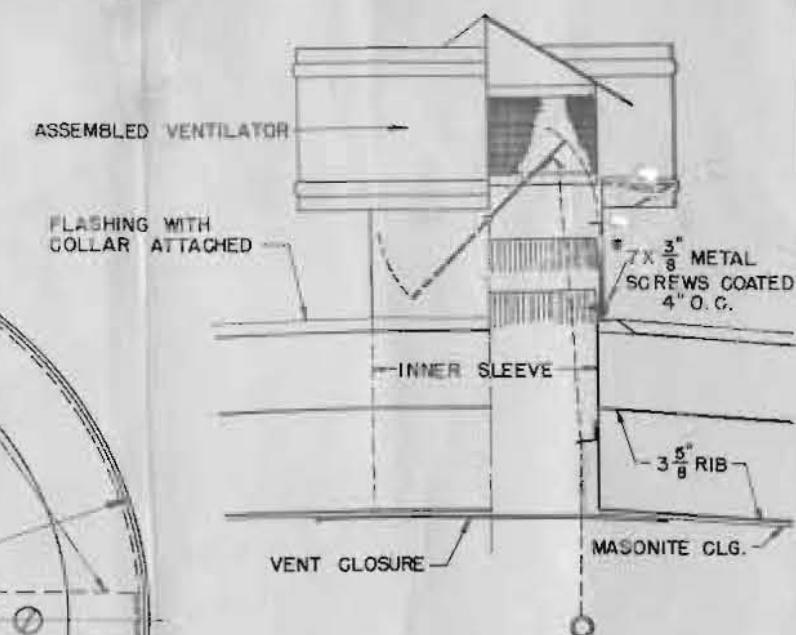 ASSEMBLED VENTILATOR
FLASHING WITH
COLLAR ATTACHED
#7 X 3/8" METAL
SCREWS COATED
4" O.C.
INNER SLEEVE
3 5/8" RIB
VENT CLOSURE
MASONITE CLG.